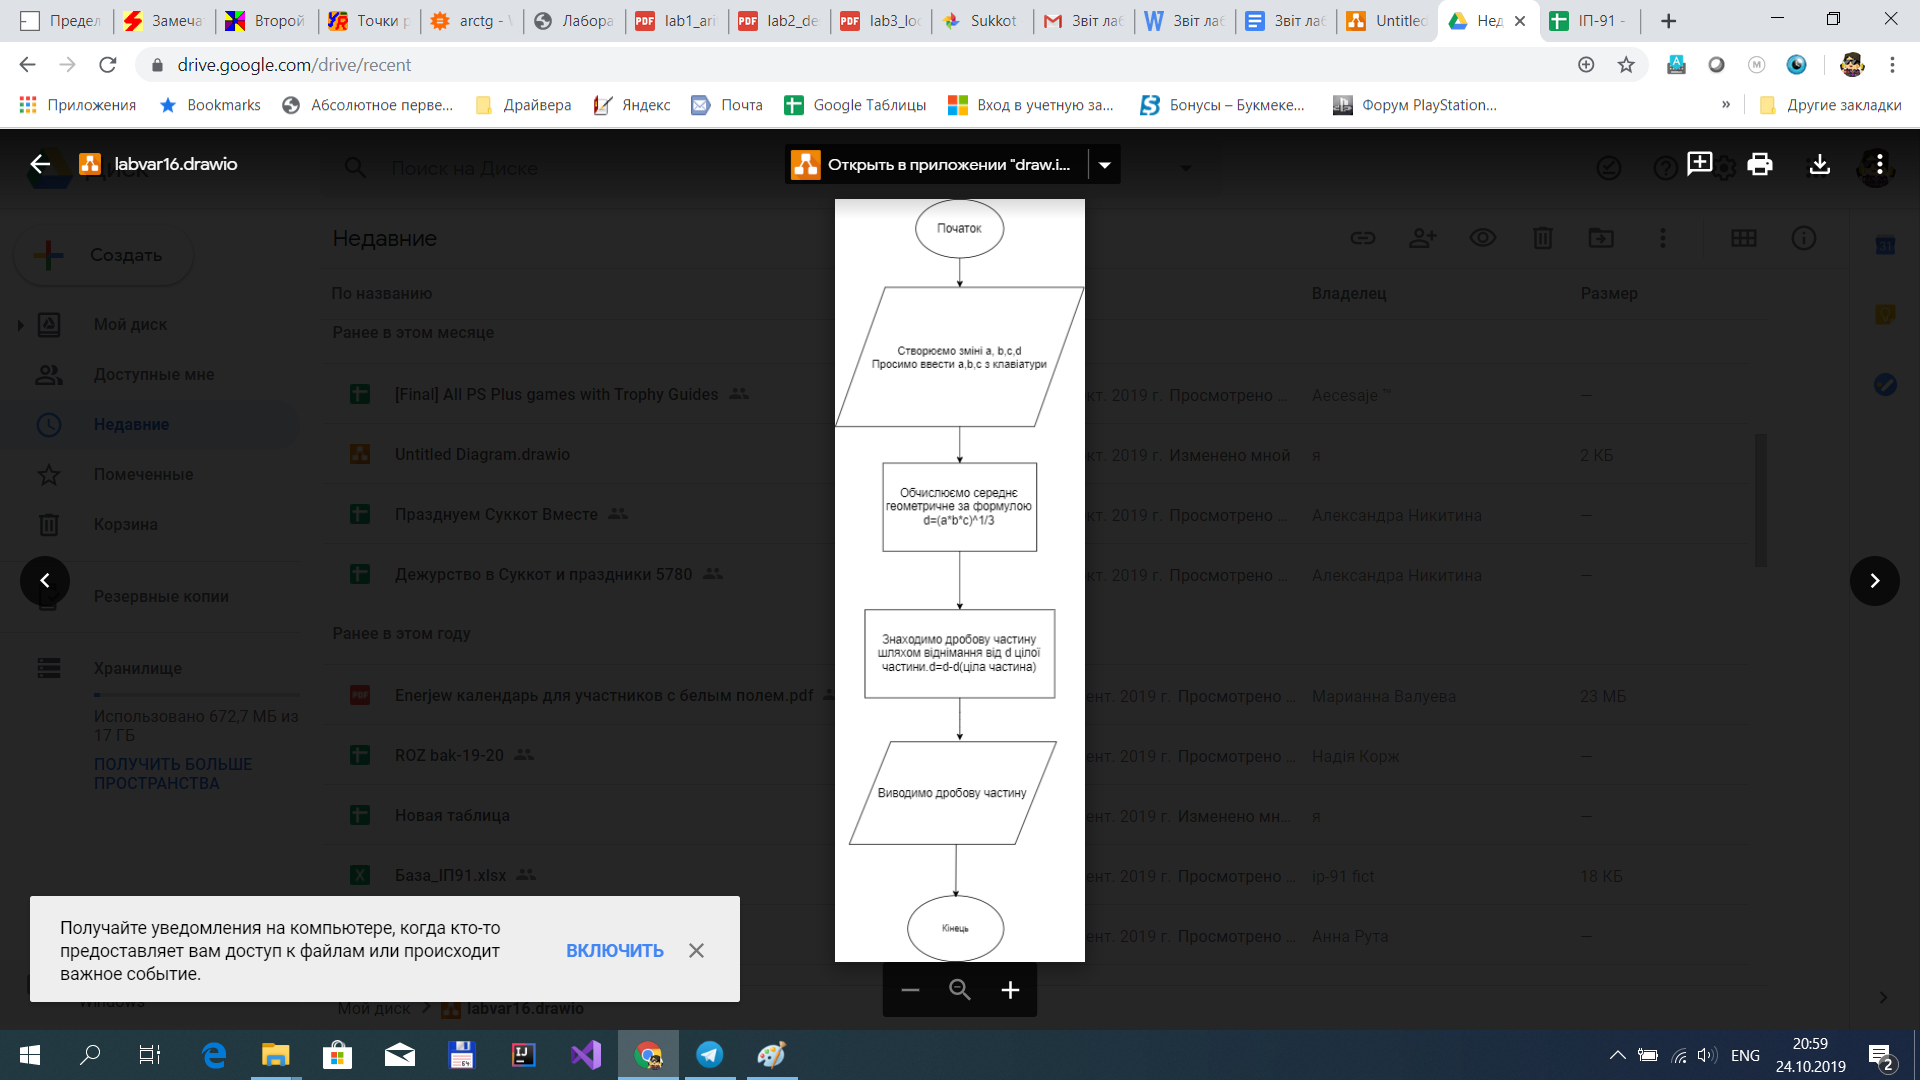 Предел
Замеча
Второй
Точки р
arctg - \
Лабора
lab1_ari
lab2_de
lab3_loc
Sukkot
Звіт лаб
Звіт лаб
Звіт лаб
Untitled
Нед
ІП-91 -
drive.google.com/drive/recent
Приложения
Bookmarks
Абсолютное перве...
Драйвера
Яндекс
Почта
Google Таблицы
Вход в учетную за...
Бонусы – Букмеке...
Форум PlayStation...
»
Другие закладки
labvar16.drawio
Поиск на Диске
Открыть в приложении "draw.i...
Создать
Недавние
По названию
Владелец
Размер
Мой диск
Доступные мне
Недавние
Помеченные
Корзина
Резервные копии
Хранилище
Использовано 672,7 МБ из
17 ГБ
ПОЛУЧИТЬ БОЛЬШЕ
ПРОСТРАНСТВА
Ранее в этом месяце
[Final] All PS Plus games with Trophy Guides
кт. 2019 г. Просмотрено ...
Aecesaje ™
—
Untitled Diagram.drawio
кт. 2019 г. Изменено мной
я
2 КБ
Празднуем Суккот Вместе
кт. 2019 г. Просмотрено ...
Александра Никитина
—
Дежурство в Суккот и праздники 5780
кт. 2019 г. Просмотрено ...
Александра Никитина
—
Ранее в этом году
Enerjew календарь для участников с белым полем.pdf
ент. 2019 г. Просмотрено ...
Марианна Валуева
23 МБ
ROZ bak-19-20
ент. 2019 г. Просмотрено ...
Надія Корж
—
Новая таблица
ент. 2019 г. Изменено мн...
я
—
База_ІП91.xlsx
ент. 2019 г. Просмотрено ...
ip-91 fict
18 КБ
ент. 2019 г. Просмотрено ...
Анна Рута
—
Початок
Створюємо зміні a, b,c,d
Просимо ввести a,b,c з клавіатури
Обчислюємо середнє
геометричне за формулою
d=(a*b*c)^1/3
Знаходимо дробову частину
шляхом віднімання від d цілої
частини.d=d-d(ціла частина)
Виводимо дробову частину
Кінець
Получайте уведомления на компьютере, когда кто-то
предоставляет вам доступ к файлам или происходит
важное событие.
ВКЛЮЧИТЬ
Windows
Мой диск
labvar16.drawio
ENG
20:59
24.10.2019
2